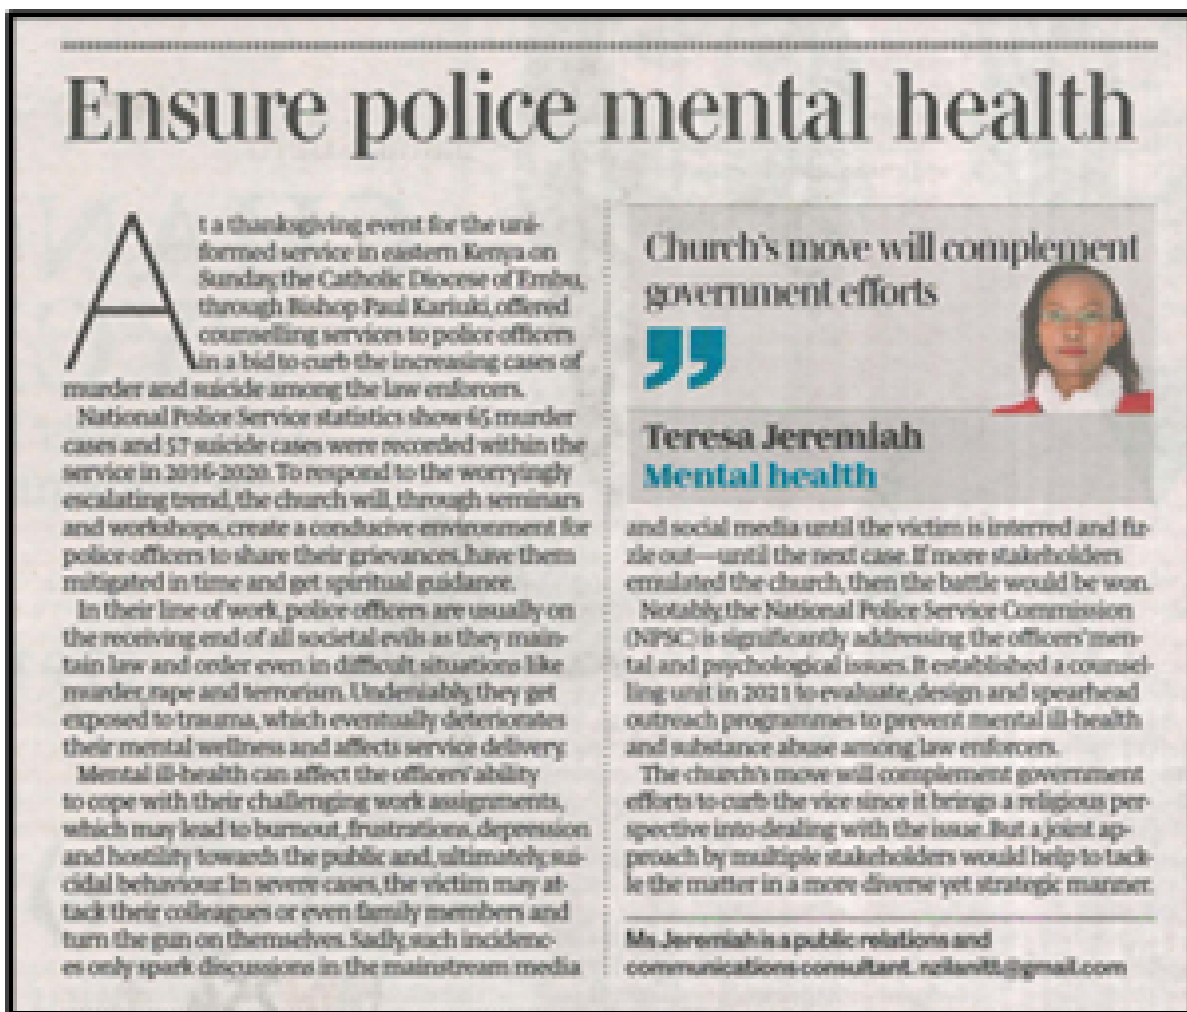 Ensure police mental health
At a thanksgiving event for the uni-
formed service in eastern Kenya on
Sunday, the Catholic Diocese of Embu,
through Bishop Paul Kariuki, offered
counselling services to police officers
in a bid to curb the increasing cases of
murder and suicide among the law enforcers.
National Police Service statistics show 65 murder
cases and 57 suicide cases were recorded within the
service in 2016-2020. To respond to the worryingly
escalating trend, the church will, through seminars
and workshops, create a conducive environment for
police officers to share their grievances, have them
mitigated in time and get spiritual guidance.
In their line of work, police officers are usually on
the receiving end of all societal evils as they main-
tain law and order even in difficult situations like
murder, rape and terrorism. Undeniably, they get
exposed to trauma, which eventually deteriorates
their mental wellness and affects service delivery.
Mental ill-health can affect the officers' ability
to cope with their challenging work assignments,
which may lead to burnout, frustrations, depression
and hostility towards the public and, ultimately, sui-
cidal behaviour. In severe cases, the victim may at-
tack their colleagues or even family members and
turn the gun on themselves. Sadly, such incidenc-
es only spark discussions in the mainstream media
Church's move will complement
government efforts
”
Teresa Jeremiah
Mental health
and social media until the victim is interred and fiz-
zle out—until the next case. If more stakeholders
emulated the church, then the battle would be won.
Notably, the National Police Service Commission
(NPSC) is significantly addressing the officers' men-
tal and psychological issues. It established a counsel-
ling unit in 2021 to evaluate, design and spearhead
outreach programmes to prevent mental ill-health
and substance abuse among law enforcers.
The church's move will complement government
efforts to curb the vice since it brings a religious per-
spective into dealing with the issue. But a joint ap-
proach by multiple stakeholders would help to tack-
le the matter in a more diverse yet strategic manner.
Ms Jeremiah is a public relations and
communications consultant. nzilanitt@gmail.com